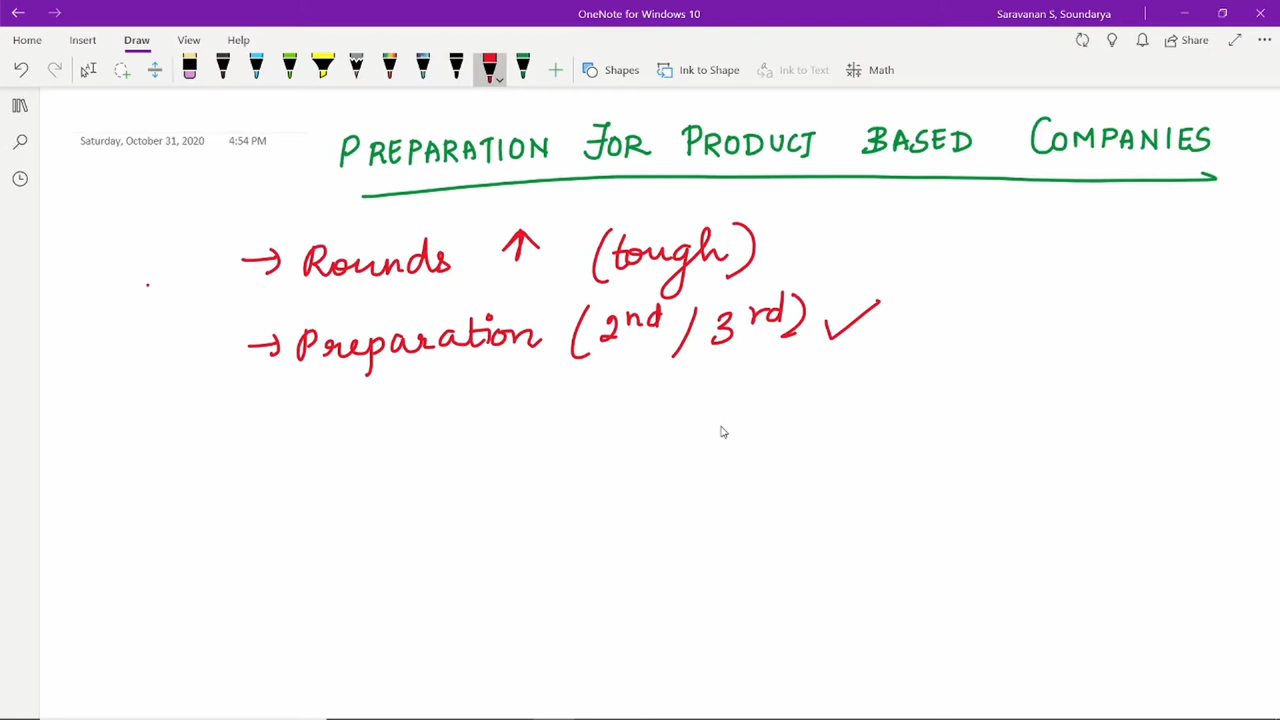 OneNote for Windows 10
Saravanan S, Soundarya
Home Insert Draw View Help
Share
Shapes Ink to Shape Ink to Text Math
Saturday, October 31, 2020 4:54 PM
PREPARATION FOR PRODUCT BASED COMPANIES
→ Rounds ↑ (tough)
→ Preparation (2nd / 3rd) ✓